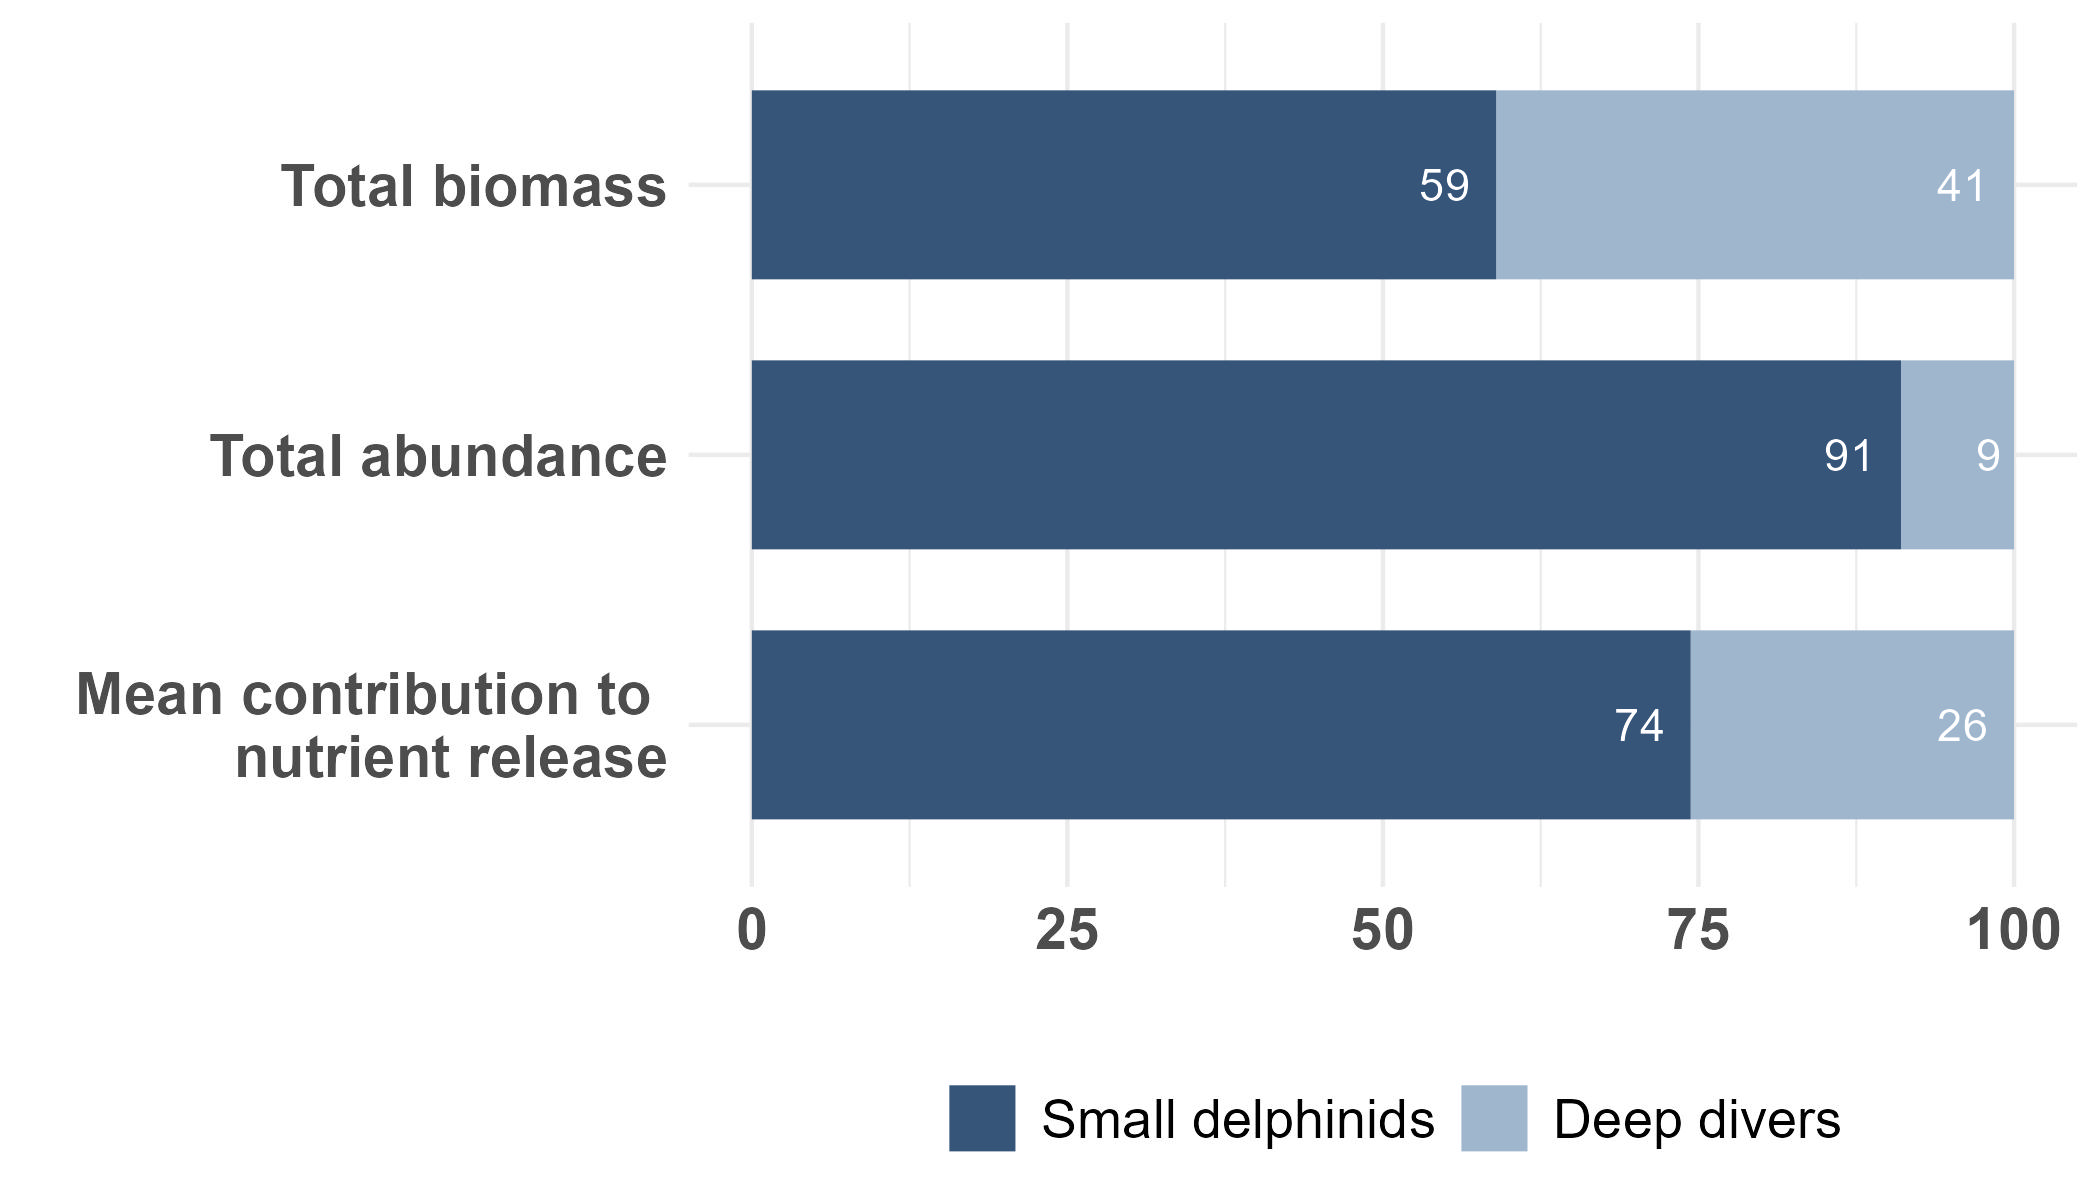 Total biomass
59
41
Total abundance
91
9
Mean contribution to
nutrient release
74
26
0 25 50 75 100
Small delphinids Deep divers